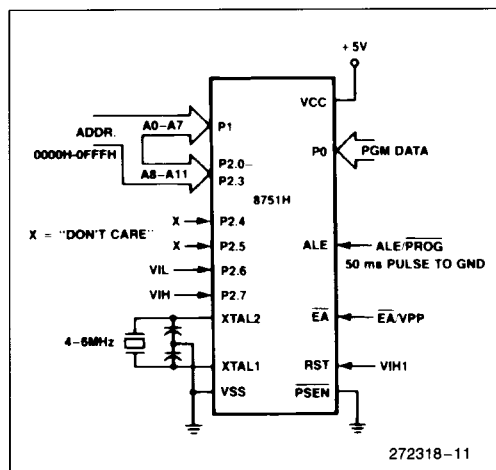 + 5V
VCC
A0–A7
P1
ADDR.
0000H-0FFFH
P2.0–
P2.3
A8–A11
P0
PGM DATA
8751H
X = "DON'T CARE"
X
P2.4
X
P2.5
ALE
ALE/PROG
50 ms PULSE TO GND
VIL
P2.6
VIH
P2.7
EA
EA/VPP
XTAL2
4–6MHz
XTAL1
RST
VIH1
VSS
PSEN
272318–11